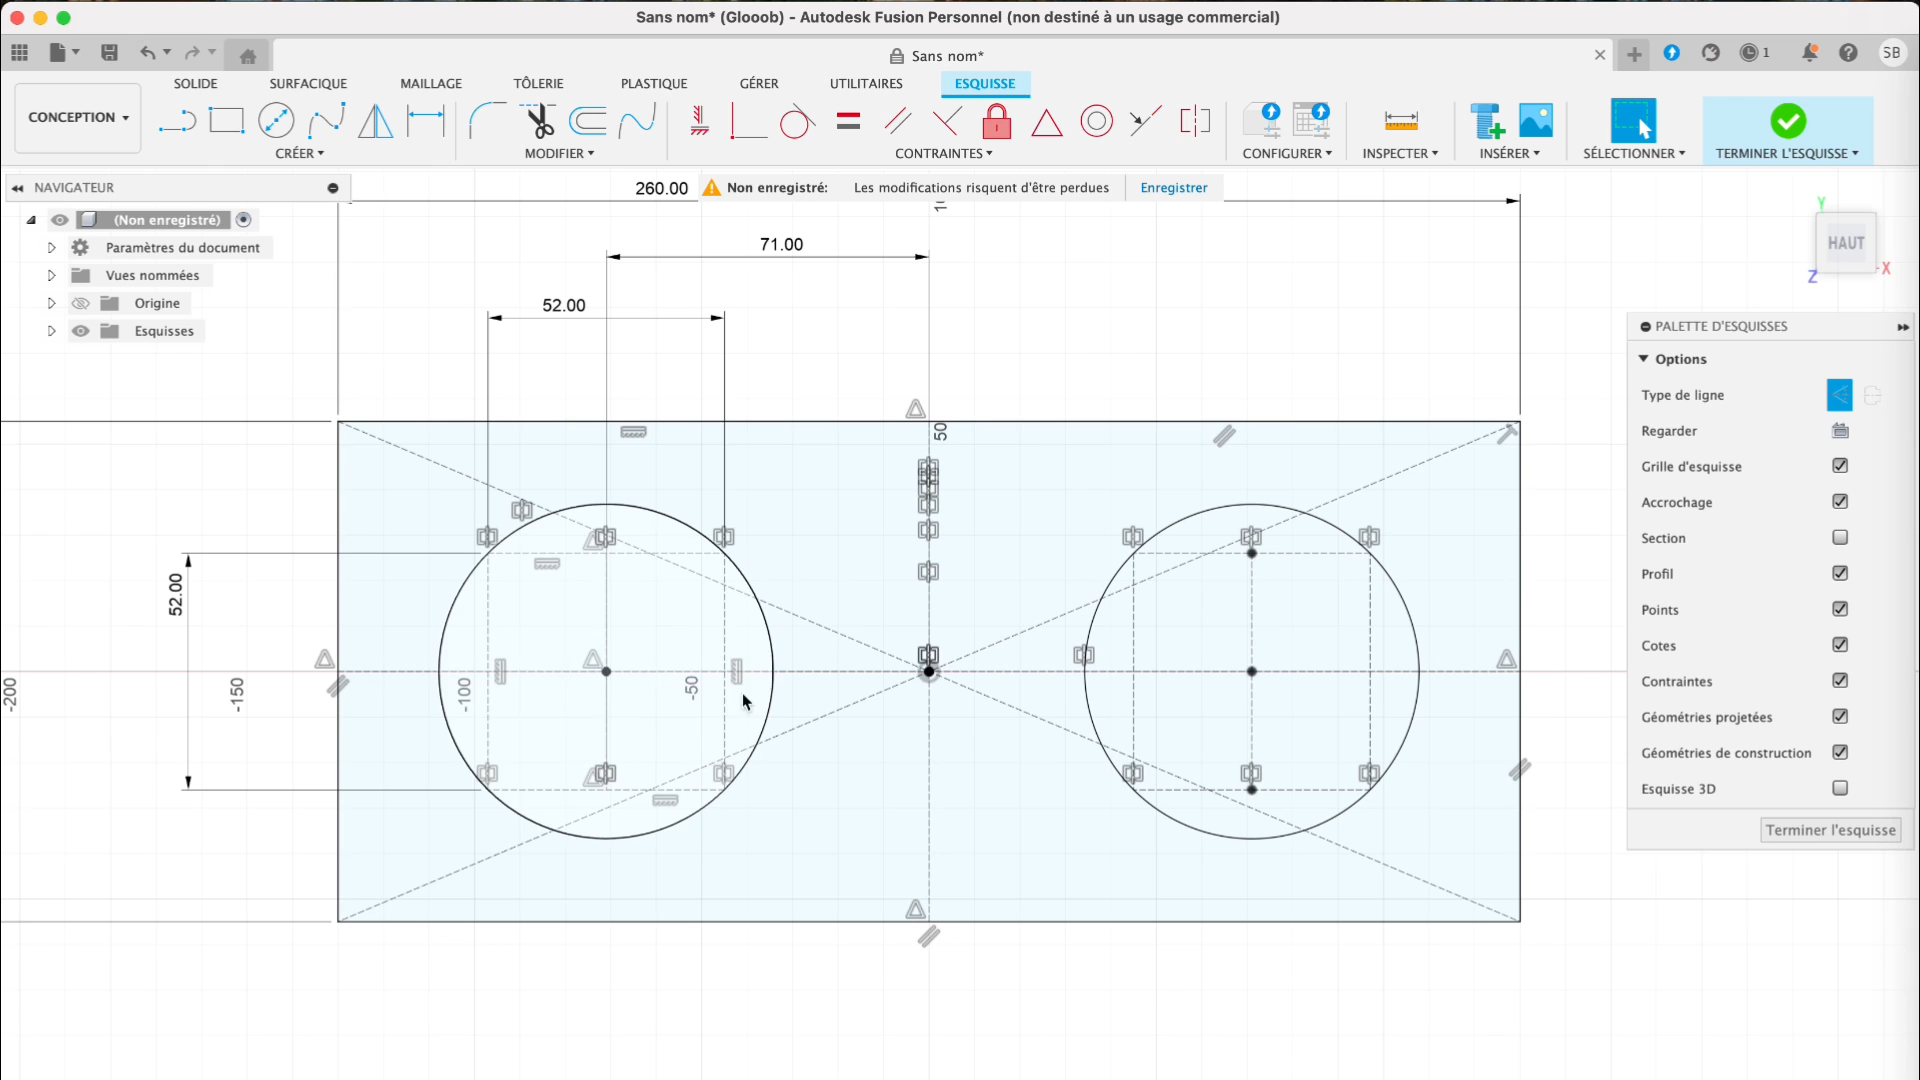 Sans nom* (Glooob) - Autodesk Fusion Personnel (non destiné à un usage commercial)
Sans nom*
1
SB
SOLIDE
SURFACIQUE
MAILLAGE
TÔLERIE
PLASTIQUE
GÉRER
UTILITAIRES
ESQUISSE
CONCEPTION
CRÉER
MODIFIER
CONTRAINTES
CONFIGURER
INSPECTER
INSÉRER
SÉLECTIONNER
TERMINER L'ESQUISSE
NAVIGATEUR
(Non enregistré)
Paramètres du document
Vues nommées
Origine
Esquisses
260.00
Non enregistré:
Les modifications risquent d'être perdues
Enregistrer
71.00
52.00
50
52.00
-200
-150
-100
-50
Y
HAUT
X
Z
PALETTE D'ESQUISSES
Options
Type de ligne
Regarder
Grille d'esquisse
Accrochage
Section
Profil
Points
Cotes
Contraintes
Géométries projetées
Géométries de construction
Esquisse 3D
Terminer l'esquisse